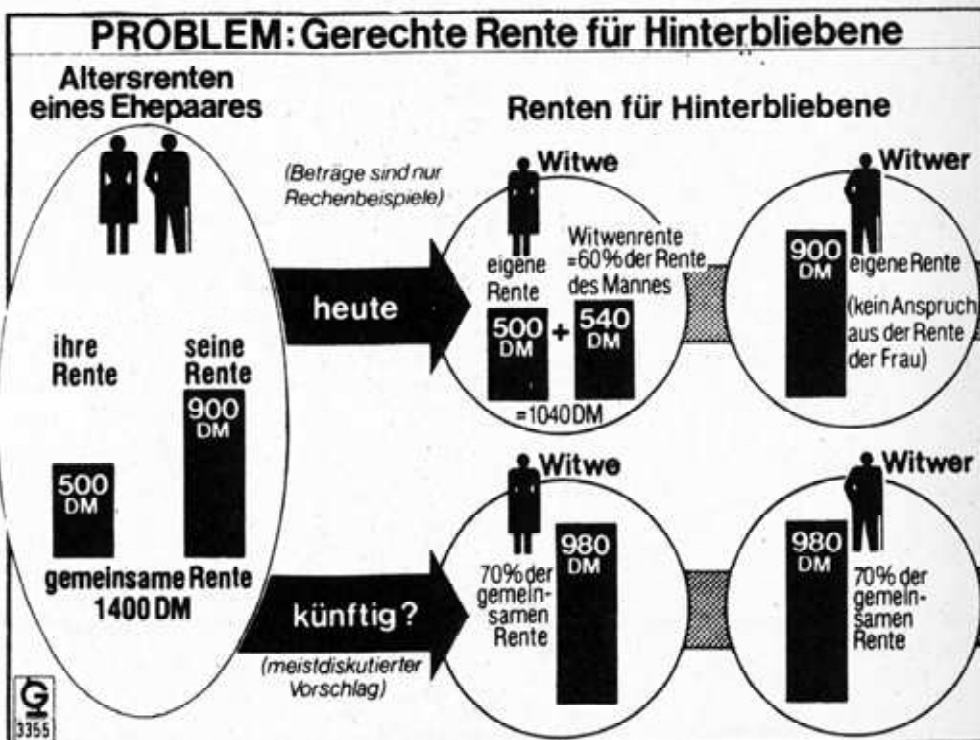 PROBLEM: Gerechte Rente für Hinterbliebene
Altersrenten
eines Ehepaares
ihre
Rente
seine
Rente
500
DM
900
DM
gemeinsame Rente
1400 DM
(Beträge sind nur
Rechenbeispiele)
Renten für Hinterbliebene
heute
Witwe
eigene
Rente
500
DM
+
Witwenrente
=60% der Rente
des Mannes
540
DM
=1040 DM
Witwer
900
DM
eigene Rente
(kein Anspruch
aus der Rente
der Frau)
künftig?
(meistdiskutierter
Vorschlag)
Witwe
980
DM
70% der
gemein-
samen
Rente
Witwer
980
DM
70% der
gemein-
samen
Rente
G
3355